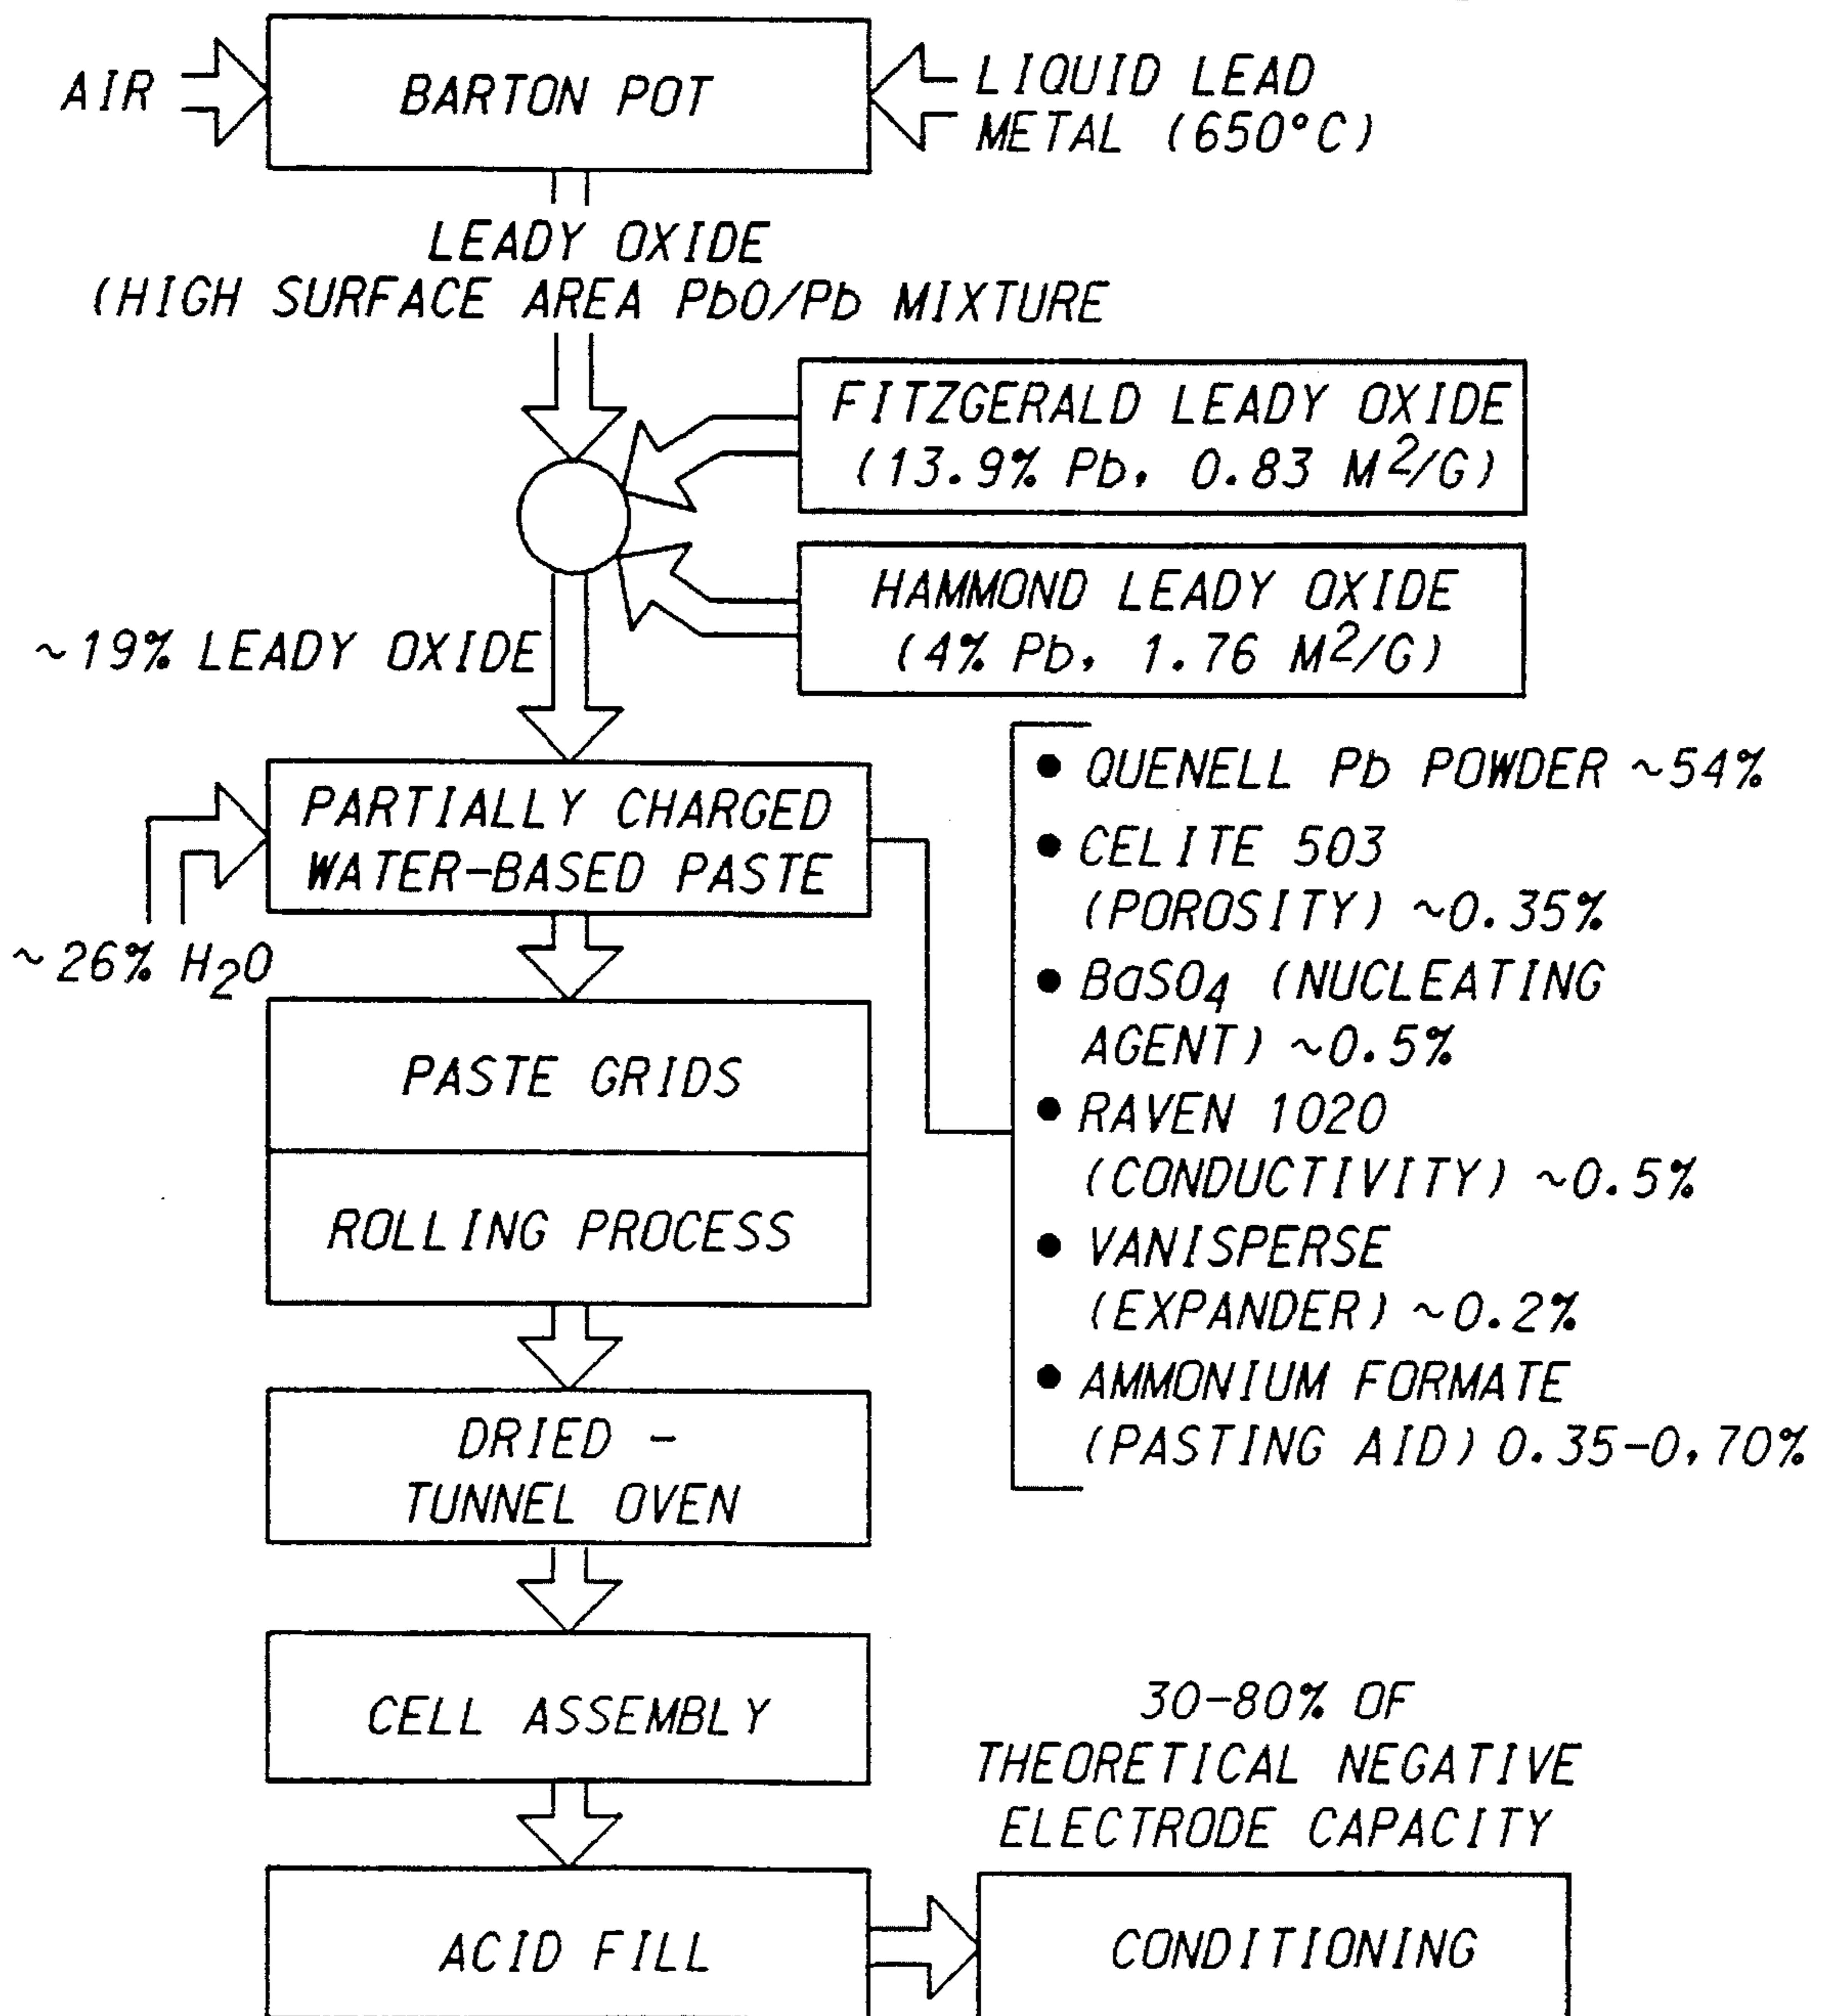 AIR
BARTON POT
LIQUID LEAD
METAL (650°C)
LEADY OXIDE
(HIGH SURFACE AREA PbO/Pb MIXTURE
FITZGERALD LEADY OXIDE
(13.9% Pb, 0.83 M²/G)
HAMMOND LEADY OXIDE
(4% Pb, 1.76 M²/G)
~19% LEADY OXIDE
PARTIALLY CHARGED
WATER-BASED PASTE
~26% H₂O
● QUENELL Pb POWDER ~54%
● CELITE 503
(POROSITY) ~0.35%
● BaSO₄ (NUCLEATING
AGENT) ~0.5%
● RAVEN 1020
(CONDUCTIVITY) ~0.5%
● VANISPERSE
(EXPANDER) ~0.2%
● AMMONIUM FORMATE
(PASTING AID) 0.35-0,70%
PASTE GRIDS
ROLLING PROCESS
DRIED -
TUNNEL OVEN
CELL ASSEMBLY
30-80% OF
THEORETICAL NEGATIVE
ELECTRODE CAPACITY
ACID FILL
CONDITIONING